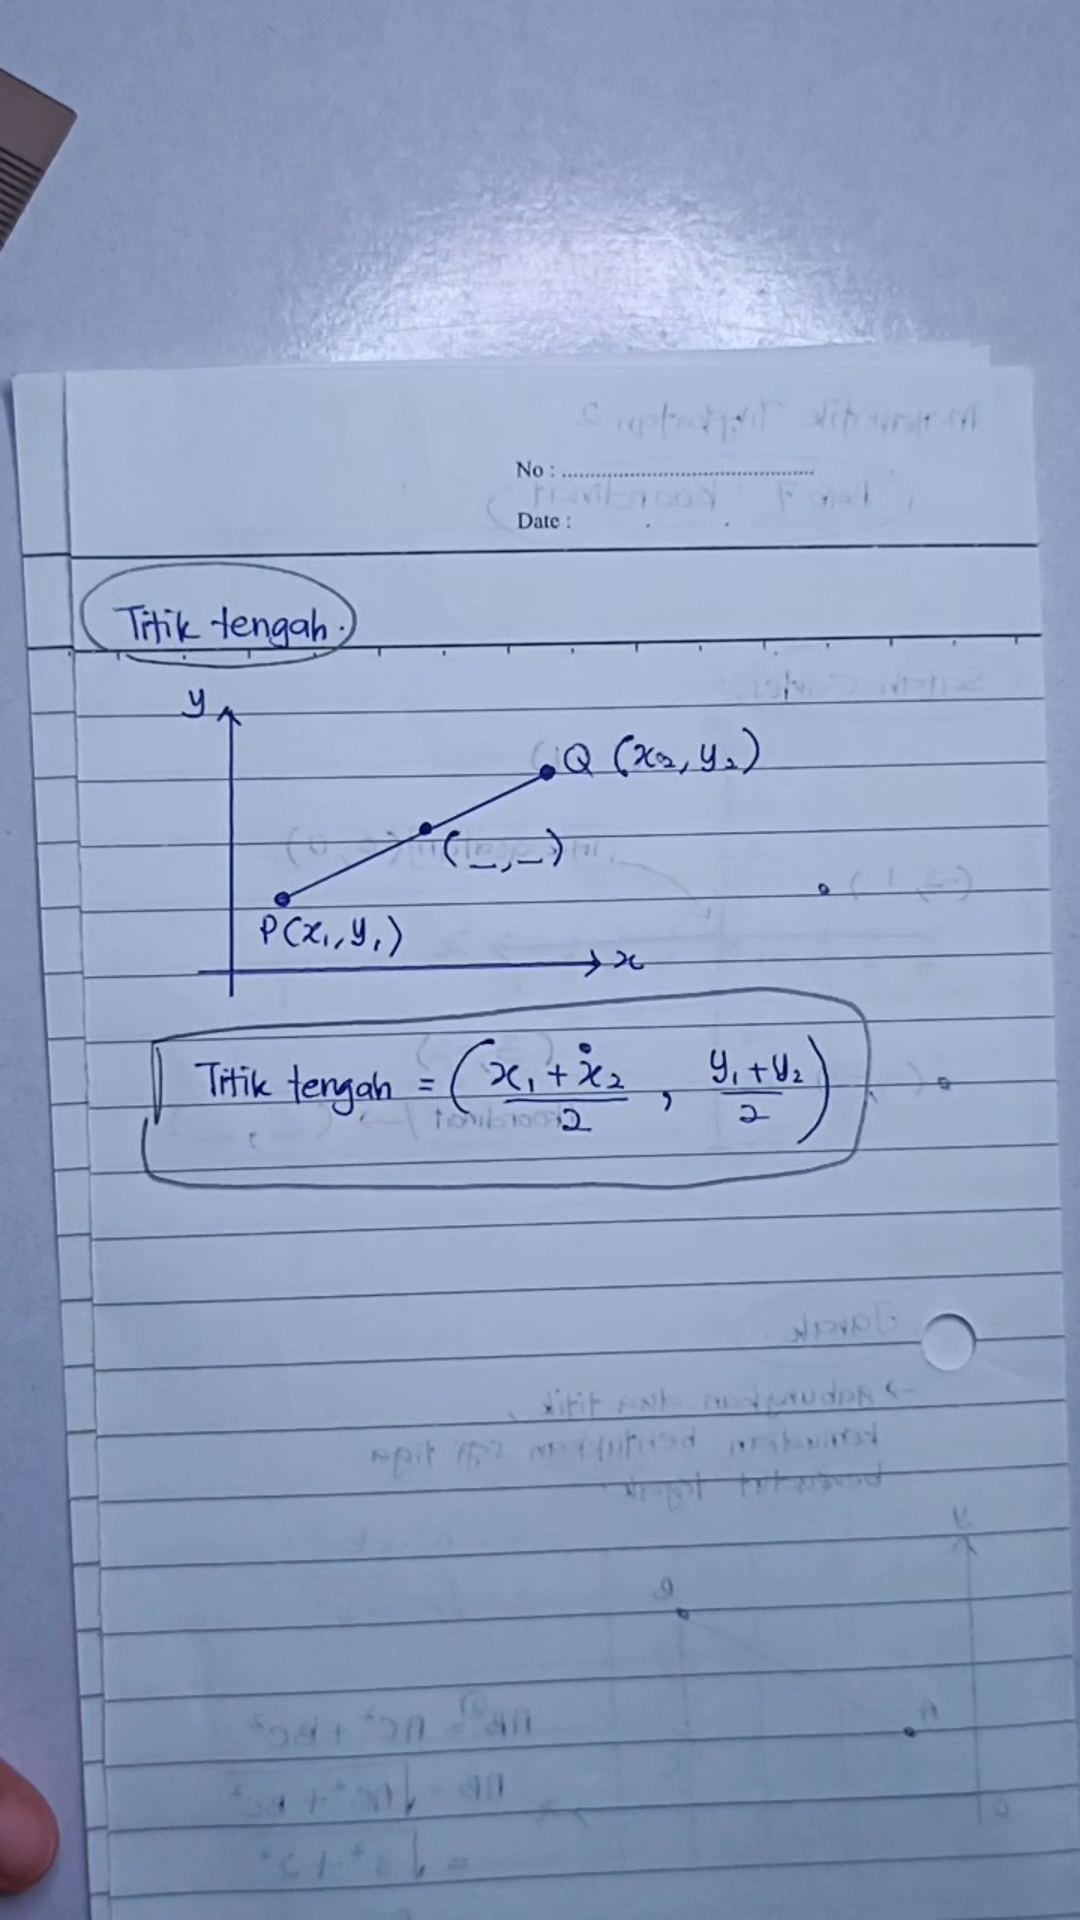 No : ......................................................
Date :          .          .
Titik tengah.
y
Q (x₂, y₂)
(_, _)
P(x₁, y₁)
x
Titik tengah = (x₁ + x₂/2 , y₁ + y₂/2)